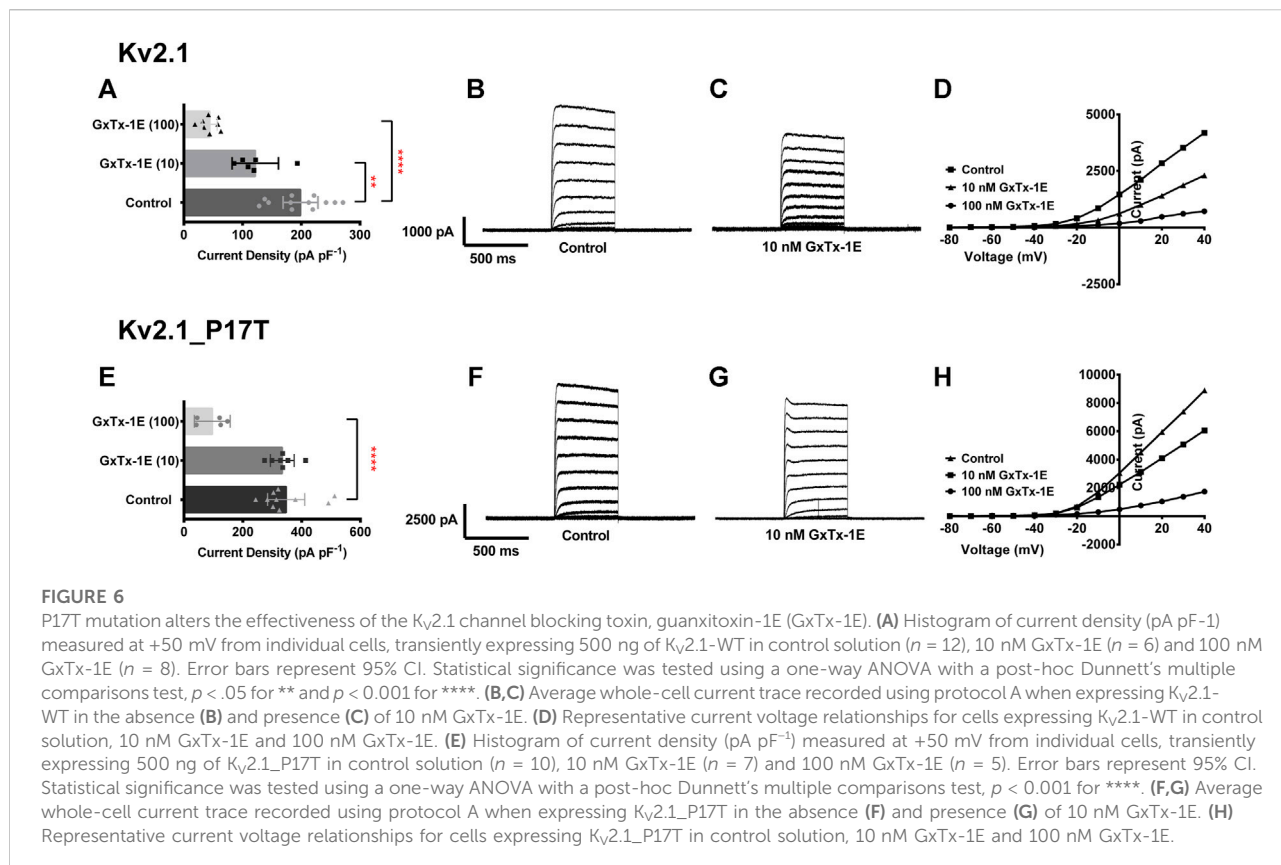 Kv2.1
A
GxTx-1E (100)
GxTx-1E (10)
Control
0
100
200
300
Current Density (pA pF⁻¹)
****
**
B
1000 pA
500 ms
Control
C
10 nM GxTx-1E
D
5000
2500
-2500
Current (pA)
Control
10 nM GxTx-1E
100 nM GxTx-1E
-80
-60
-40
-20
20
40
Voltage (mV)
Kv2.1_P17T
E
GxTx-1E (100)
GxTx-1E (10)
Control
0
200
400
600
Current Density (pA pF⁻¹)
****
F
2500 pA
500 ms
Control
G
10 nM GxTx-1E
H
10000
8000
6000
4000
2000
-2000
Current (pA)
Control
10 nM GxTx-1E
100 nM GxTx-1E
-80
-60
-40
-20
20
40
Voltage (mV)
FIGURE 6
P17T mutation alters the effectiveness of the KV2.1 channel blocking toxin, guanxitoxin-1E (GxTx-1E). (A) Histogram of current density (pA pF-1)
measured at +50 mV from individual cells, transiently expressing 500 ng of KV2.1-WT in control solution (n = 12), 10 nM GxTx-1E (n = 6) and 100 nM
GxTx-1E (n = 8). Error bars represent 95% CI. Statistical significance was tested using a one-way ANOVA with a post-hoc Dunnett's multiple
comparisons test, p < .05 for ** and p < 0.001 for ****. (B,C) Average whole-cell current trace recorded using protocol A when expressing KV2.1-
WT in the absence (B) and presence (C) of 10 nM GxTx-1E. (D) Representative current voltage relationships for cells expressing KV2.1-WT in control
solution, 10 nM GxTx-1E and 100 nM GxTx-1E. (E) Histogram of current density (pA pF⁻¹) measured at +50 mV from individual cells, transiently
expressing 500 ng of KV2.1_P17T in control solution (n = 10), 10 nM GxTx-1E (n = 7) and 100 nM GxTx-1E (n = 5). Error bars represent 95% CI.
Statistical significance was tested using a one-way ANOVA with a post-hoc Dunnett's multiple comparisons test, p < 0.001 for ****. (F,G) Average
whole-cell current trace recorded using protocol A when expressing KV2.1_P17T in the absence (F) and presence (G) of 10 nM GxTx-1E. (H)
Representative current voltage relationships for cells expressing KV2.1_P17T in control solution, 10 nM GxTx-1E and 100 nM GxTx-1E.